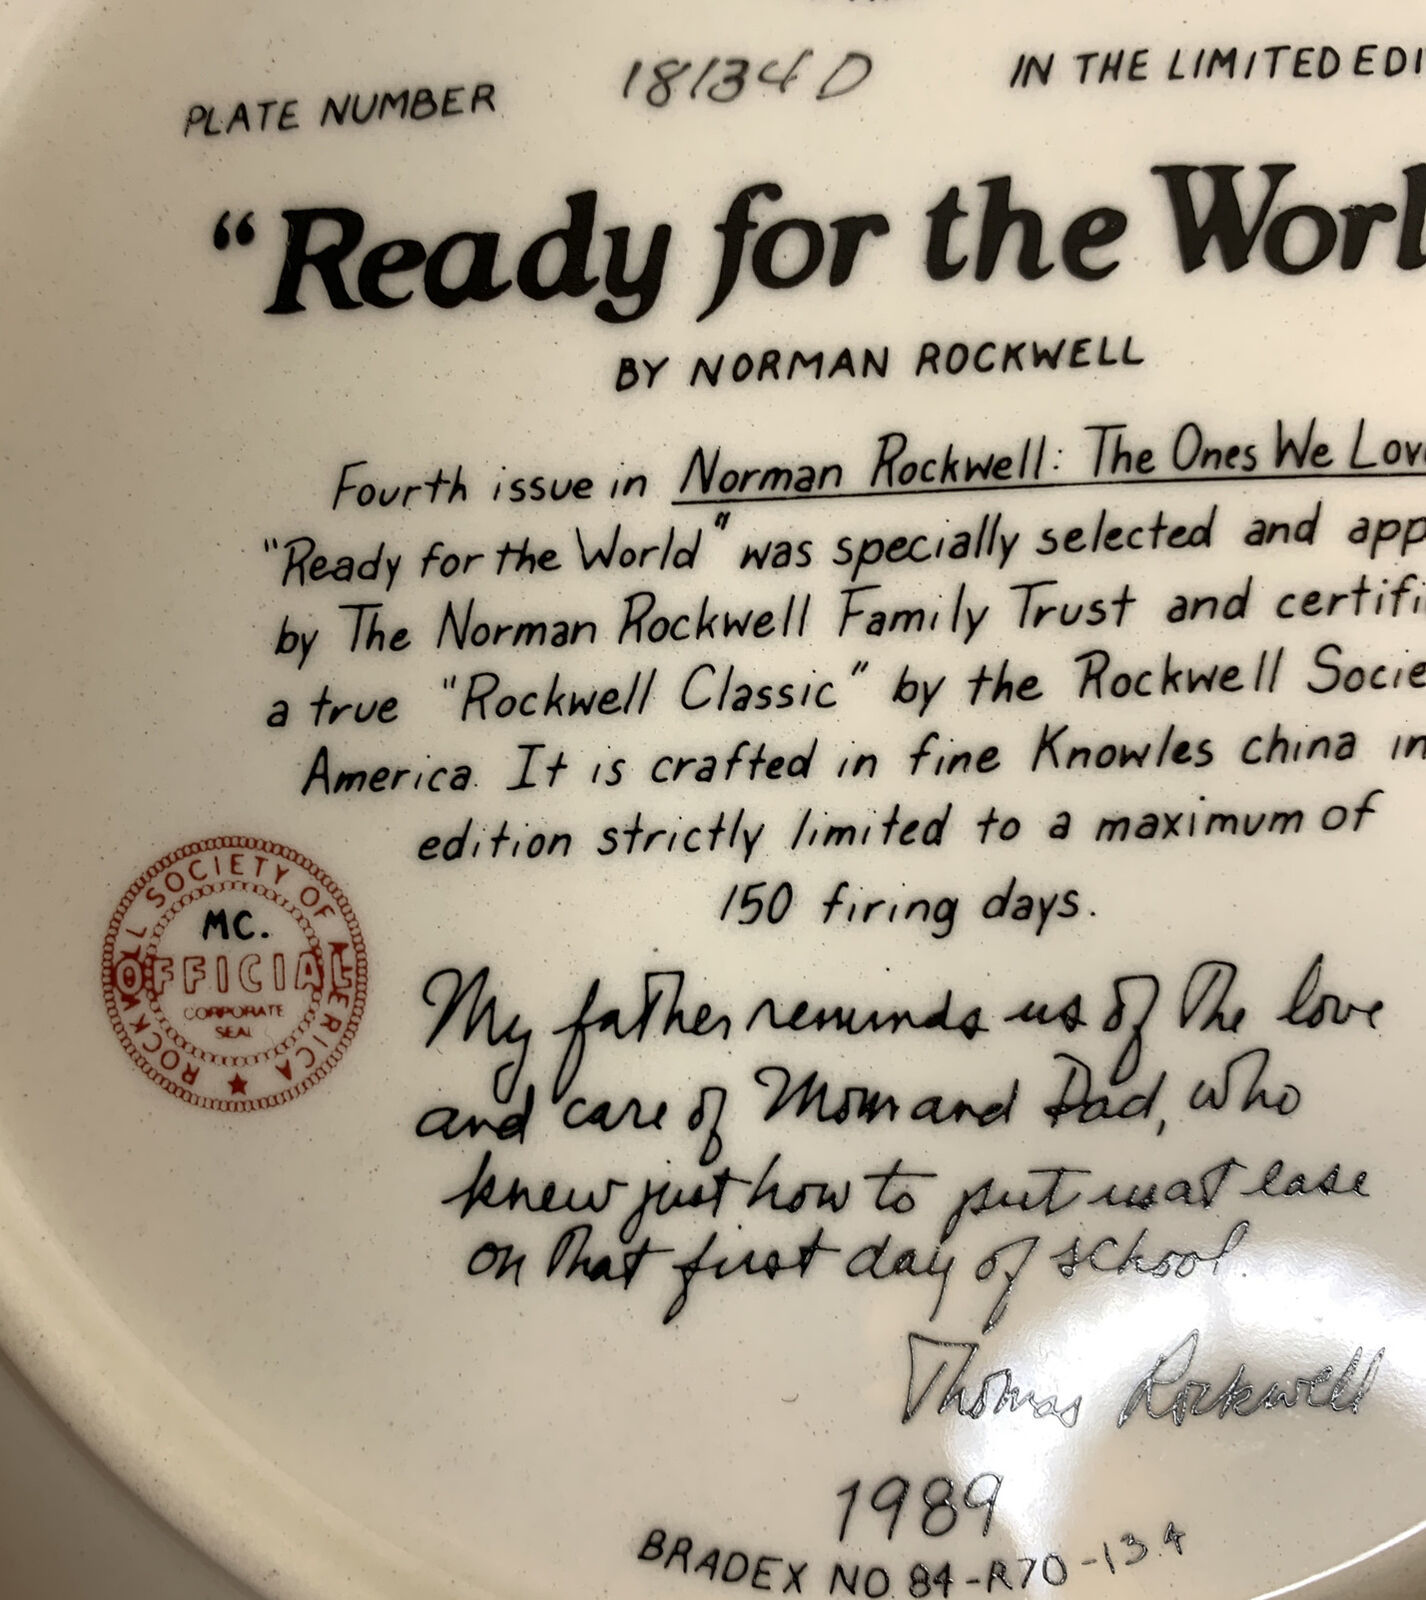 PLATE NUMBER 18134 D IN THE LIMITED EDI
"Ready for the Worl
BY NORMAN ROCKWELL
Fourth issue in Norman Rockwell: The Ones We Lov
"Ready for the World" was specially selected and app
by The Norman Rockwell Family Trust and certifi
a true "Rockwell Classic" by the Rockwell Socie
America. It is crafted in fine Knowles china in
edition strictly limited to a maximum of
150 firing days.
ROCKWELL SOCIETY OF AMERICA
MC.
OFFICIAL
CORPORATE
SEAL
My father reminds us of the love
and care of Mom and Dad, who
knew just how to put us at ease
on that first day of school.
Thomas Rockwell
1989
BRADEX NO. 84-R70-13.4